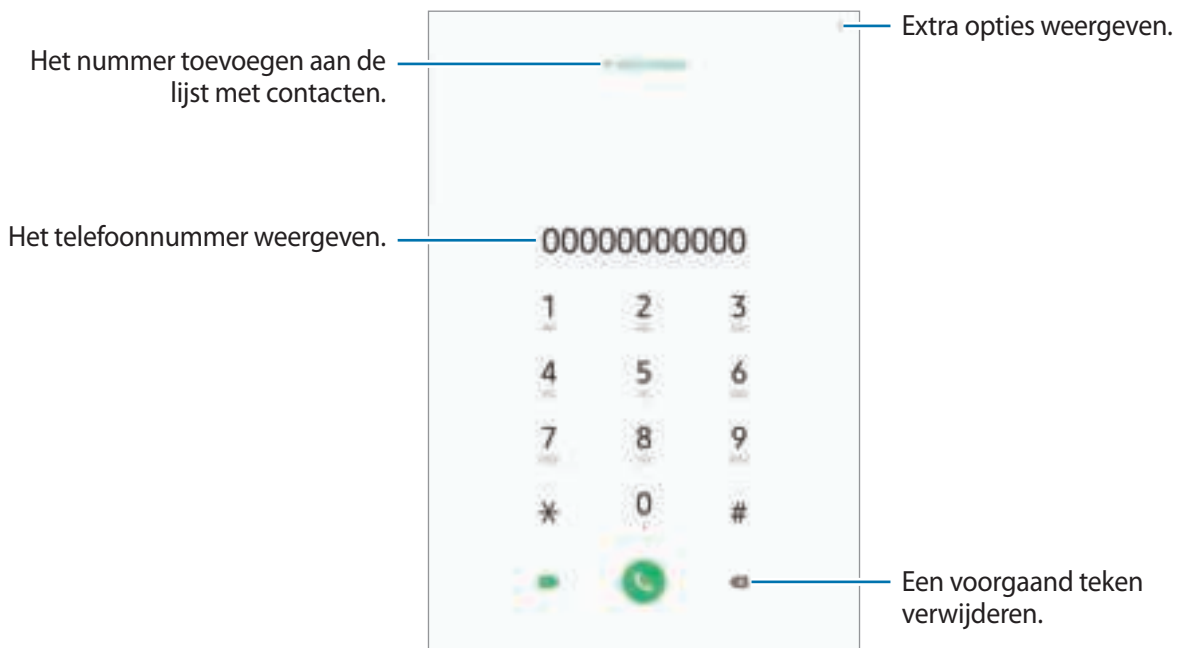 Extra opties weergeven.
Het nummer toevoegen aan de
lijst met contacten.
Het telefoonnummer weergeven.
00000000000
1 2 3
4 5 6
7 8 9
* 0 #
Een voorgaand teken
verwijderen.